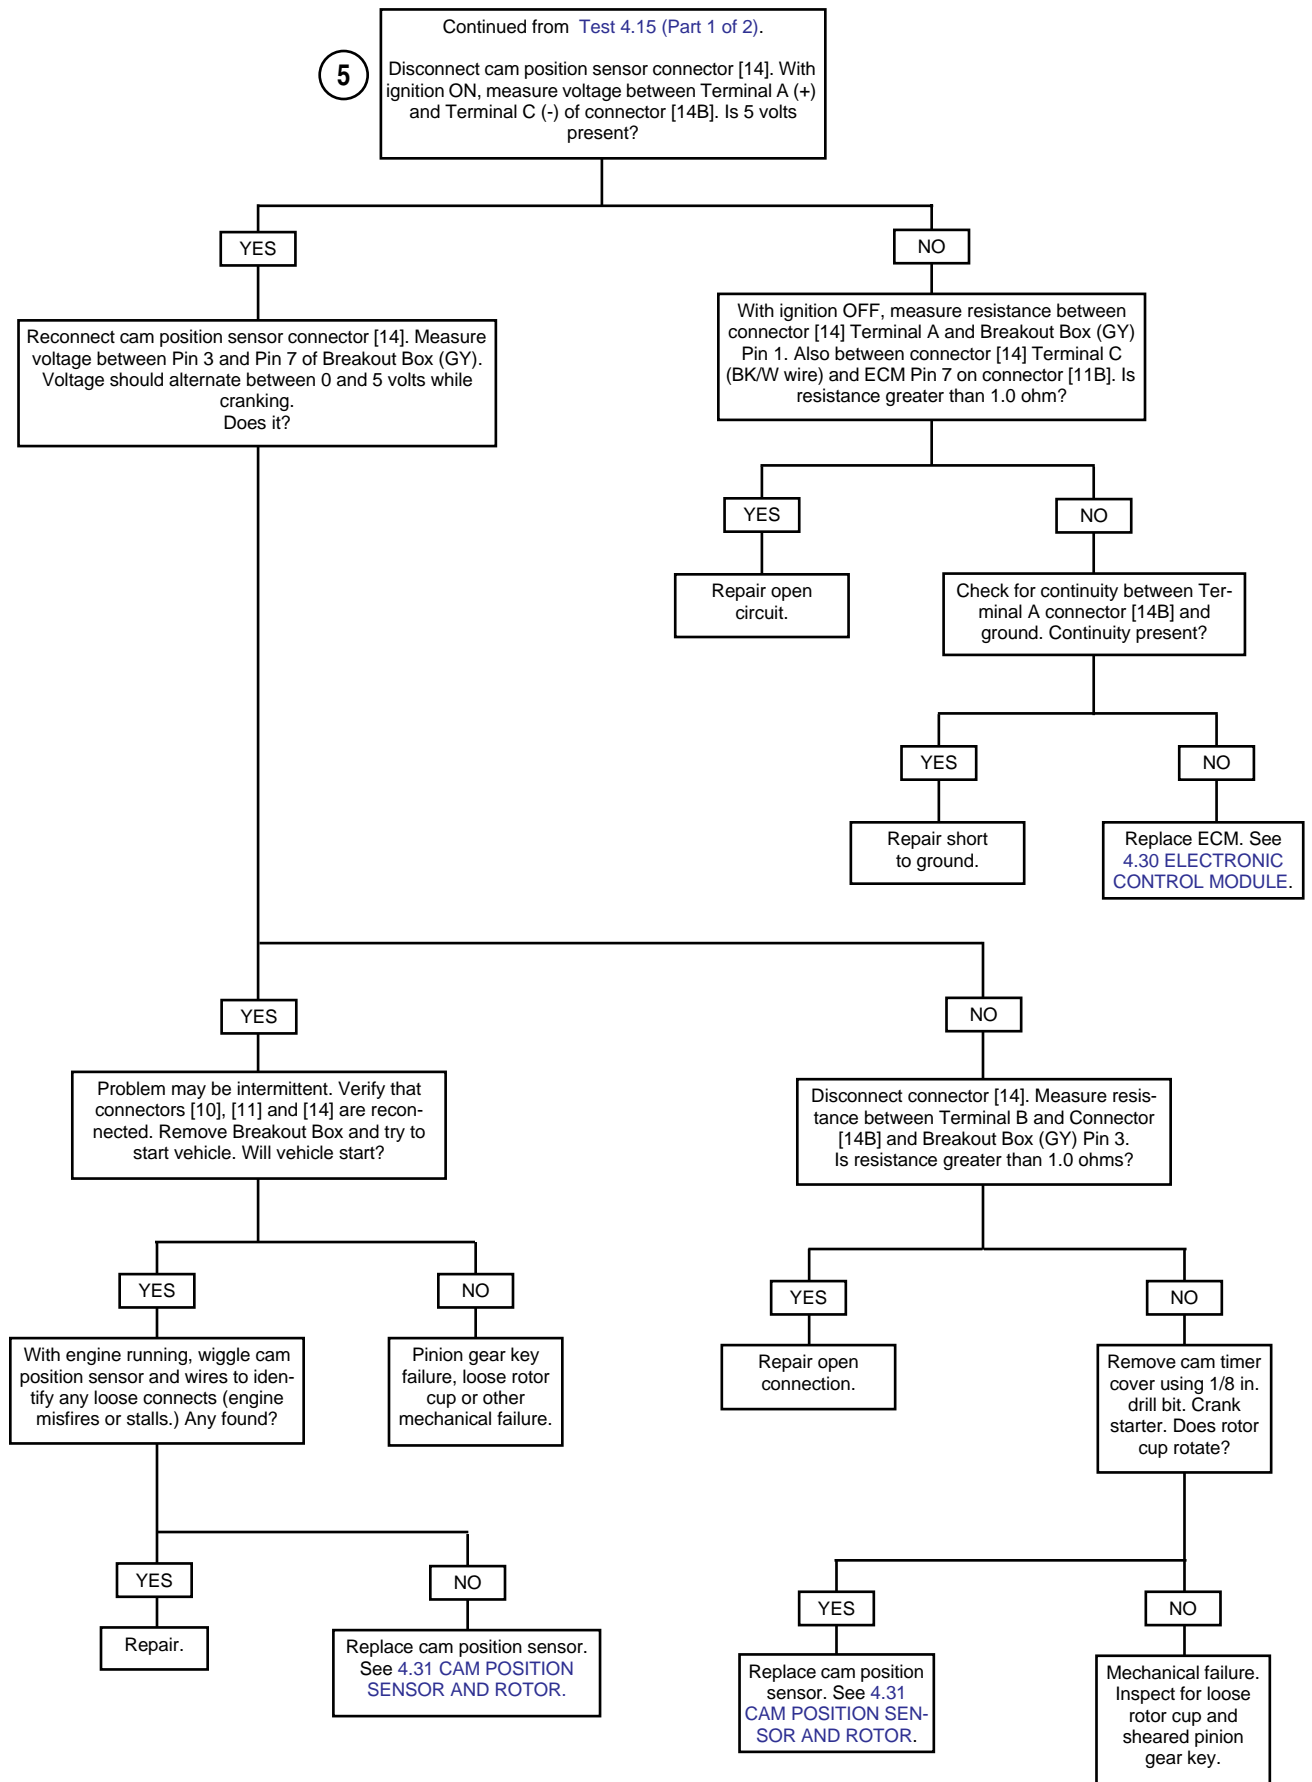 Continued from Test 4.15 (Part 1 of 2).
5
Disconnect cam position sensor connector [14]. With
ignition ON, measure voltage between Terminal A (+)
and Terminal C (-) of connector [14B]. Is 5 volts
present?
YES
NO
Reconnect cam position sensor connector [14]. Measure
voltage between Pin 3 and Pin 7 of Breakout Box (GY).
Voltage should alternate between 0 and 5 volts while
cranking.
Does it?
With ignition OFF, measure resistance between
connector [14] Terminal A and Breakout Box (GY)
Pin 1. Also between connector [14] Terminal C
(BK/W wire) and ECM Pin 7 on connector [11B]. Is
resistance greater than 1.0 ohm?
YES
NO
Repair open
circuit.
Check for continuity between Ter-
minal A connector [14B] and
ground. Continuity present?
YES
NO
Repair short
to ground.
Replace ECM. See
4.30 ELECTRONIC
CONTROL MODULE.
YES
NO
Problem may be intermittent. Verify that
connectors [10], [11] and [14] are recon-
nected. Remove Breakout Box and try to
start vehicle. Will vehicle start?
Disconnect connector [14]. Measure resis-
tance between Terminal B and Connector
[14B] and Breakout Box (GY) Pin 3.
Is resistance greater than 1.0 ohms?
YES
NO
YES
NO
With engine running, wiggle cam
position sensor and wires to iden-
tify any loose connects (engine
misfires or stalls.) Any found?
Pinion gear key
failure, loose rotor
cup or other
mechanical failure.
Repair open
connection.
Remove cam timer
cover using 1/8 in.
drill bit. Crank
starter. Does rotor
cup rotate?
YES
NO
YES
NO
Repair.
Replace cam position sensor.
See 4.31 CAM POSITION
SENSOR AND ROTOR.
Replace cam position
sensor. See 4.31
CAM POSITION SEN-
SOR AND ROTOR.
Mechanical failure.
Inspect for loose
rotor cup and
sheared pinion
gear key.